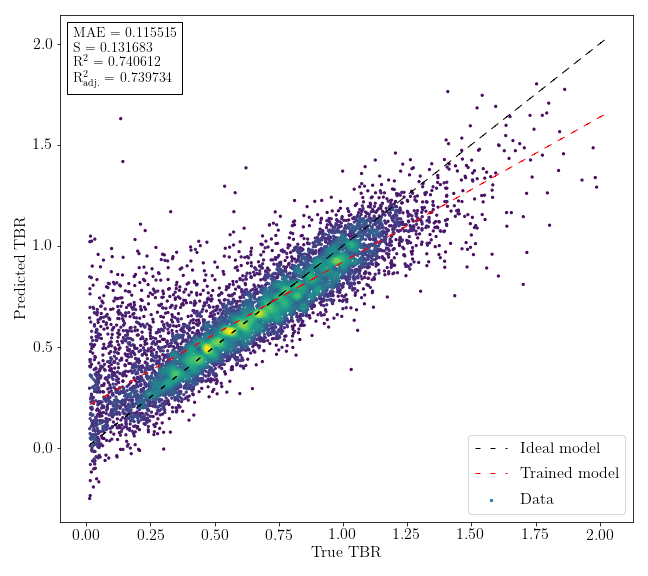 MAE = 0.115515
S = 0.131683
R² = 0.740612
R²adj. = 0.739734
2.0
1.5
1.0
0.5
0.0
Predicted TBR
Ideal model
Trained model
Data
0.00 0.25 0.50 0.75 1.00 1.25 1.50 1.75 2.00
True TBR